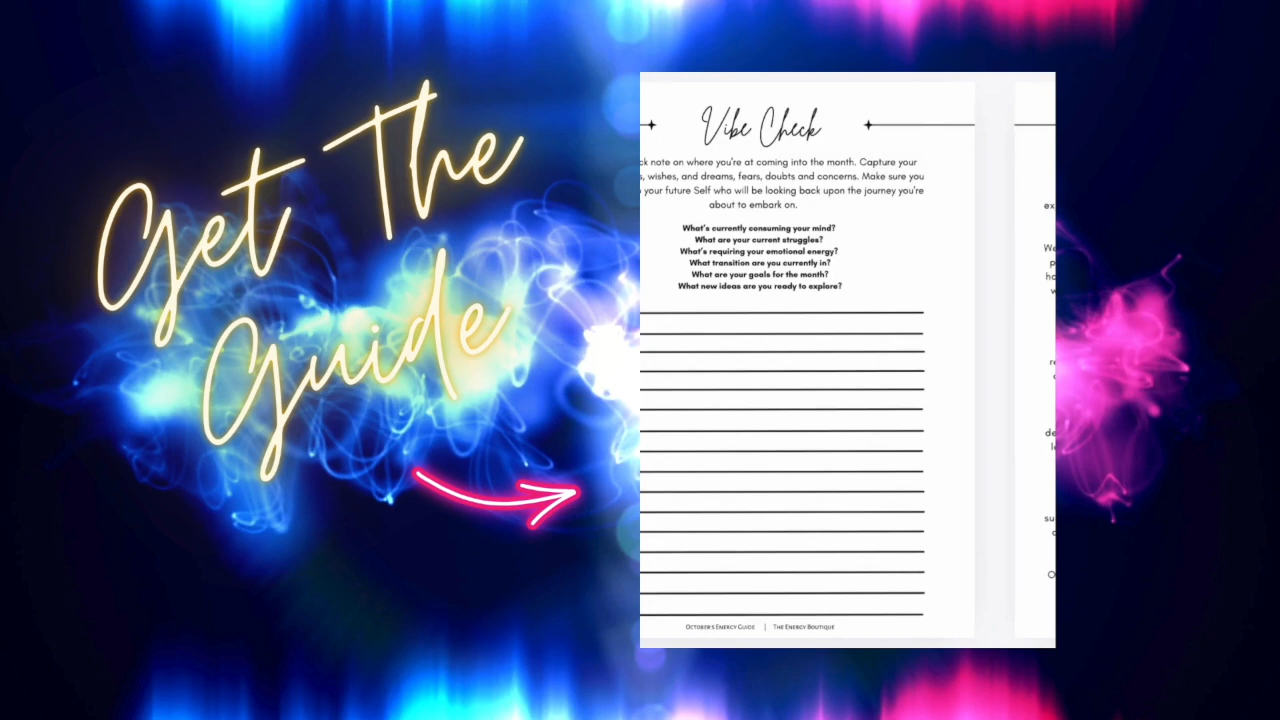 Get The
Guide
Vibe Check
note on where you're at coming into the month. Capture your
wishes, and dreams, fears, doubts and concerns. Make sure you
your future Self who will be looking back upon the journey you're
about to embark on.
What's currently consuming your mind?
What are your current struggles?
What's requiring your emotional energy?
What transition are you currently in?
What are your goals for the month?
What new ideas are you ready to explore?
October's Energy Guide | The Energy Boutique